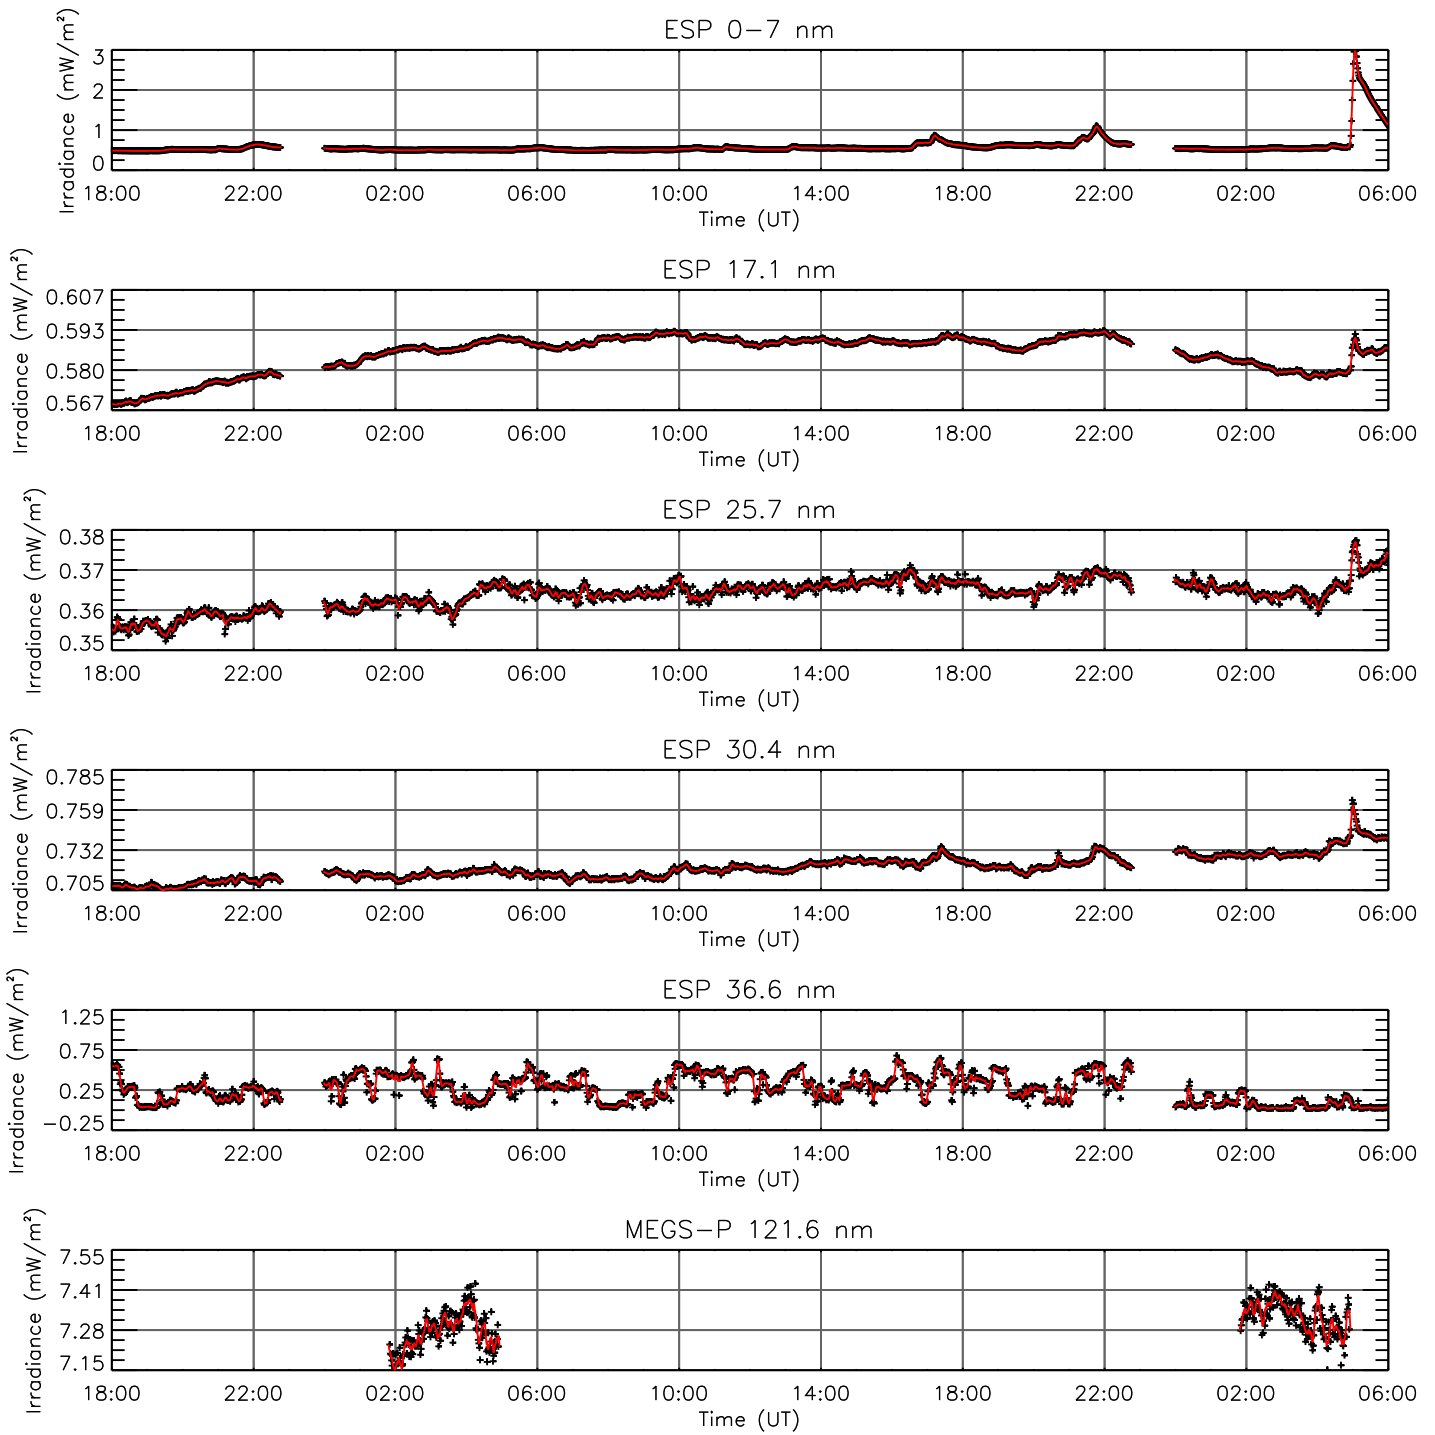 ESP 0−7 nm
Irradiance (mW/m²)
3
2
1
0
18:00 22:00 02:00 06:00 10:00 14:00 18:00 22:00 02:00 06:00
Time (UT)
ESP 17.1 nm
Irradiance (mW/m²)
0.607
0.593
0.580
0.567
18:00 22:00 02:00 06:00 10:00 14:00 18:00 22:00 02:00 06:00
Time (UT)
ESP 25.7 nm
Irradiance (mW/m²)
0.38
0.37
0.36
0.35
18:00 22:00 02:00 06:00 10:00 14:00 18:00 22:00 02:00 06:00
Time (UT)
ESP 30.4 nm
Irradiance (mW/m²)
0.785
0.759
0.732
0.705
18:00 22:00 02:00 06:00 10:00 14:00 18:00 22:00 02:00 06:00
Time (UT)
ESP 36.6 nm
Irradiance (mW/m²)
1.25
0.75
0.25
−0.25
18:00 22:00 02:00 06:00 10:00 14:00 18:00 22:00 02:00 06:00
Time (UT)
MEGS−P 121.6 nm
Irradiance (mW/m²)
7.55
7.41
7.28
7.15
18:00 22:00 02:00 06:00 10:00 14:00 18:00 22:00 02:00 06:00
Time (UT)